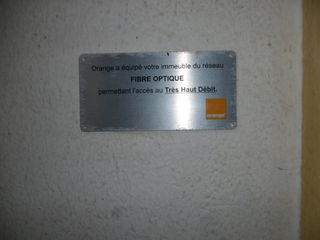 Orange a équipé votre immeuble du réseau
FIBRE OPTIQUE
permettant l'accès au Très Haut Débit.
orange